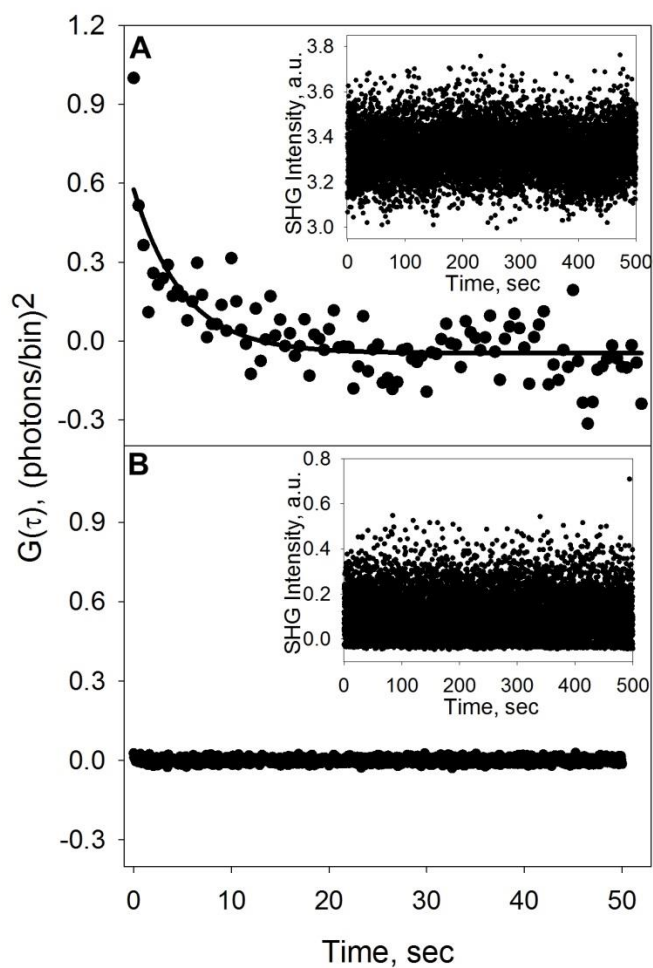 A
1.2
0.9
0.6
0.3
0.0
-0.3
SHG Intensity, a.u.
3.8
3.6
3.4
3.2
3.0
0 100 200 300 400 500
Time, sec
G(τ), (photons/bin)2
B
0.9
0.6
0.3
0.0
-0.3
SHG Intensity, a.u.
0.8
0.6
0.4
0.2
0.0
0 100 200 300 400 500
Time, sec
0 10 20 30 40 50
Time, sec